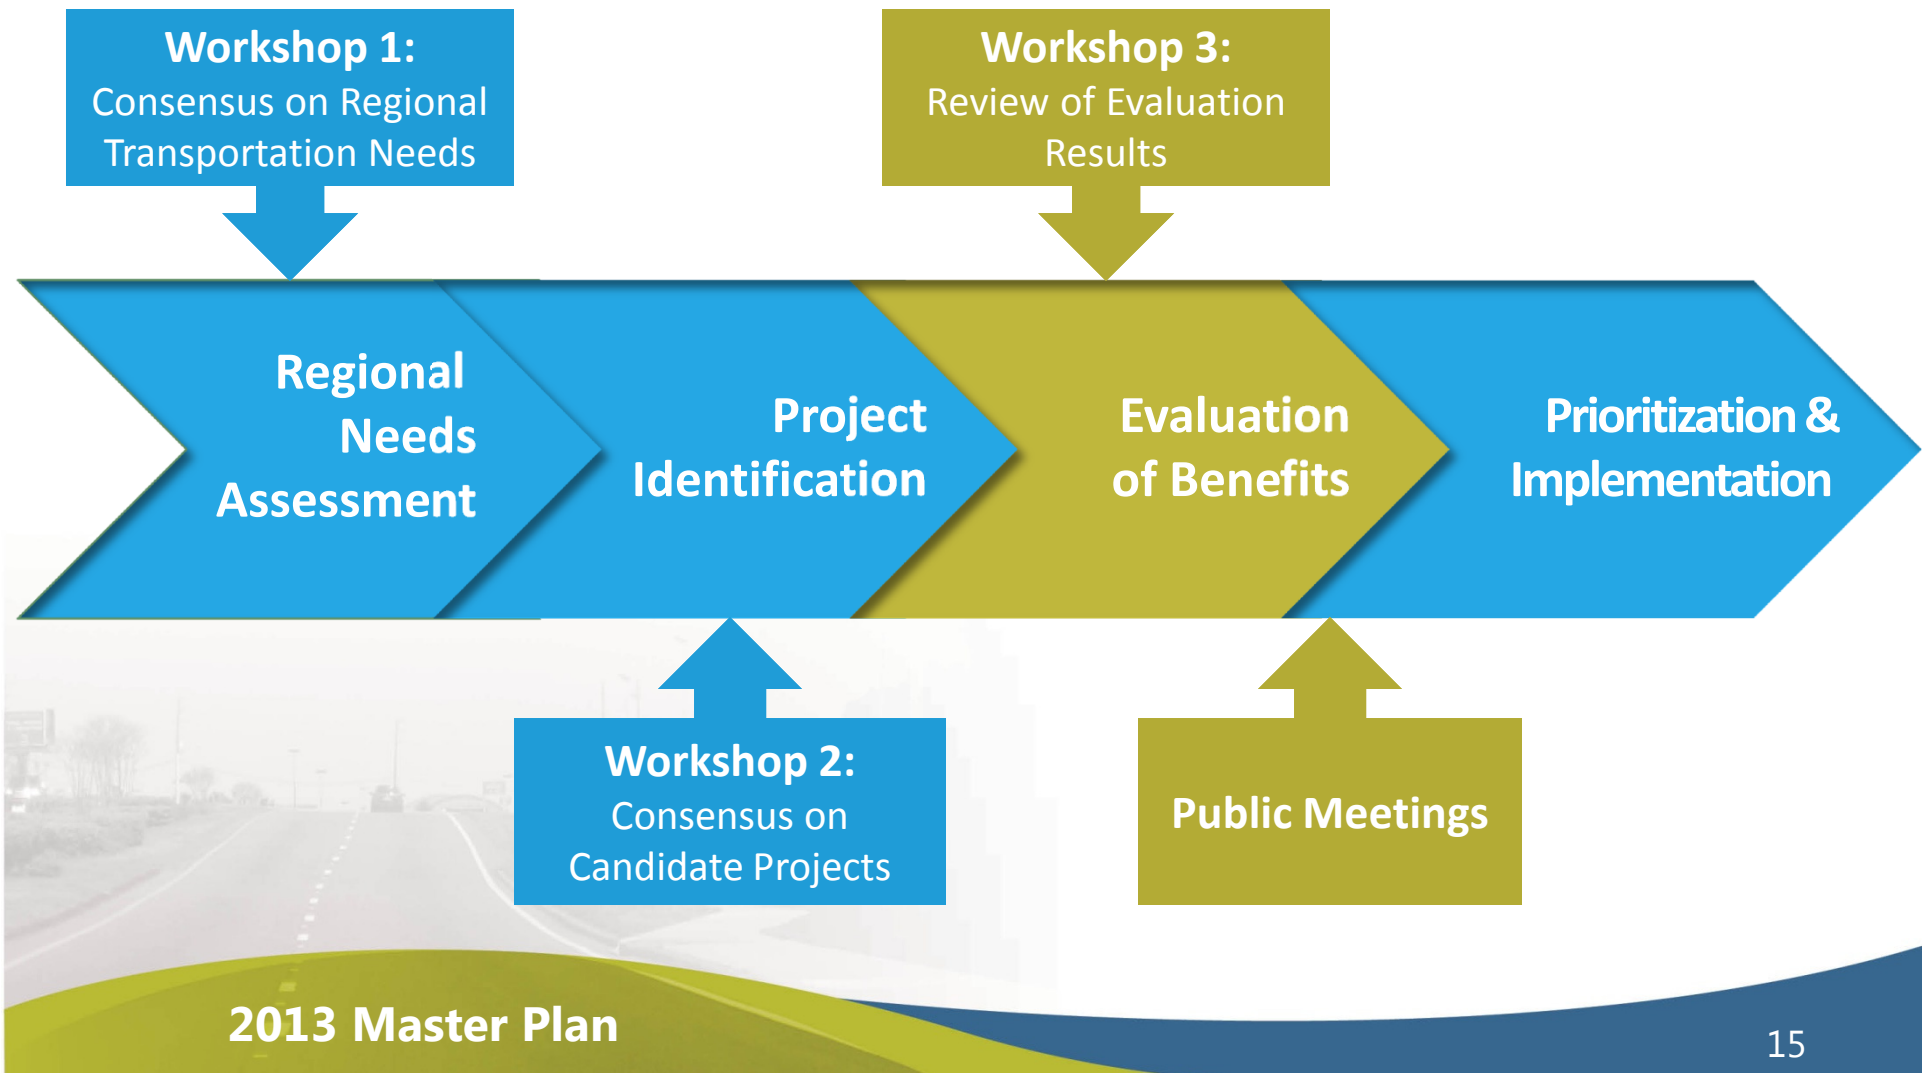 Workshop 1:
Consensus on Regional
Transportation Needs
Workshop 3:
Review of Evaluation
Results
Regional
Needs
Assessment
Project
Identification
Evaluation
of Benefits
Prioritization &
Implementation
Workshop 2:
Consensus on
Candidate Projects
Public Meetings
2013 Master Plan
15